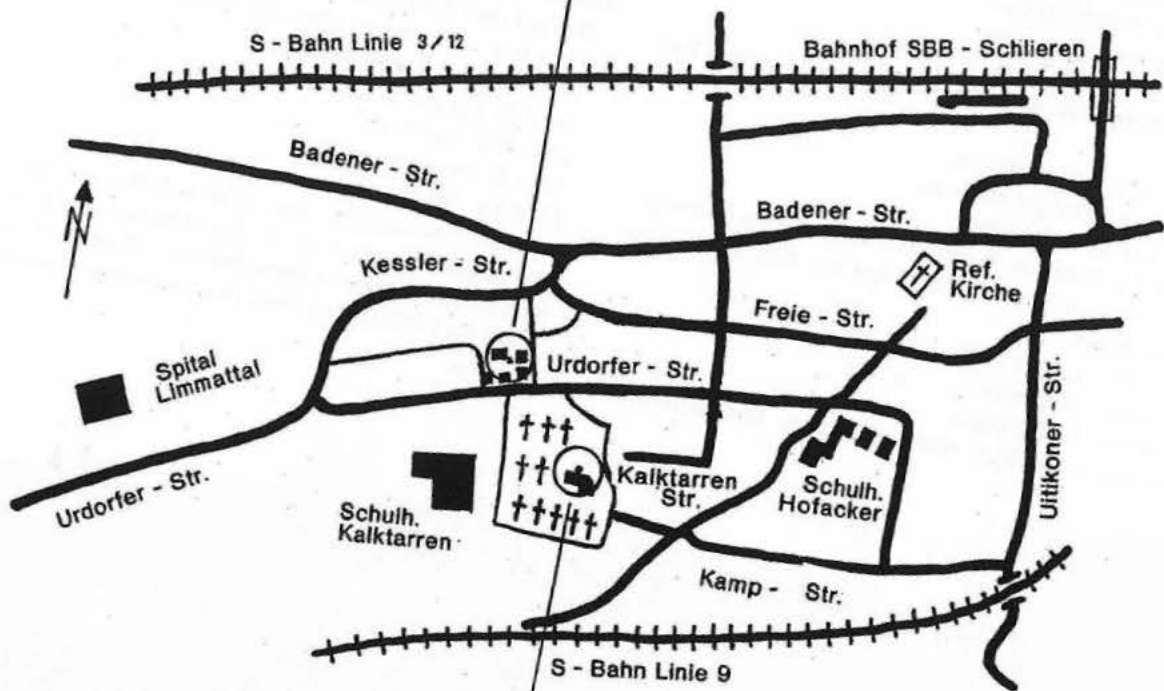 S - Bahn Linie 3/12
Bahnhof SBB - Schlieren
Badener - Str.
Badener - Str.
N
Kessler - Str.
Ref.
Kirche
Freie - Str.
Spital
Limmattal
Urdorfer - Str.
Uitikoner - Str.
Kalktarren
Str.
Schulh.
Hofacker
Urdorfer - Str.
Schulh.
Kalktarren
Kamp - Str.
S - Bahn Linie 9